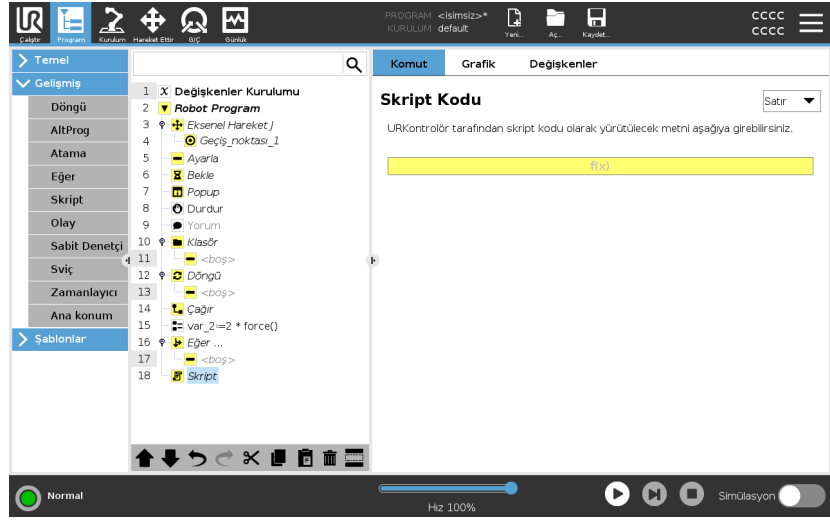 UR
Çalıştır
Program
Kurulum
Hareket Ettir
G/Ç
Günlük
PROGRAM <isimsiz>*
KURULUM default
Yeni...
Aç...
Kaydet...
CCCC
CCCC
Temel
Gelişmiş
Döngü
AltProg
Atama
Eğer
Skript
Olay
Sabit Denetçi
Sviç
Zamanlayıcı
Ana konum
Şablonlar
1 X Değişkenler Kurulumu
2 Robot Program
3 Eksenel Hareket J
4 Geçiş_noktası_1
5 Ayarla
6 Bekle
7 Popup
8 Durdur
9 Yorum
10 Klasör
11 <boş>
12 Döngü
13 <boş>
14 Çağır
15 var_2≔2 * force()
16 Eğer ...
17 <boş>
18 Skript
Komut
Grafik
Değişkenler
Skript Kodu
Satır
URKontrolör tarafından skript kodu olarak yürütülecek metni aşağıya girebilirsiniz.
f(x)
Normal
Hız 100%
Simülasyon